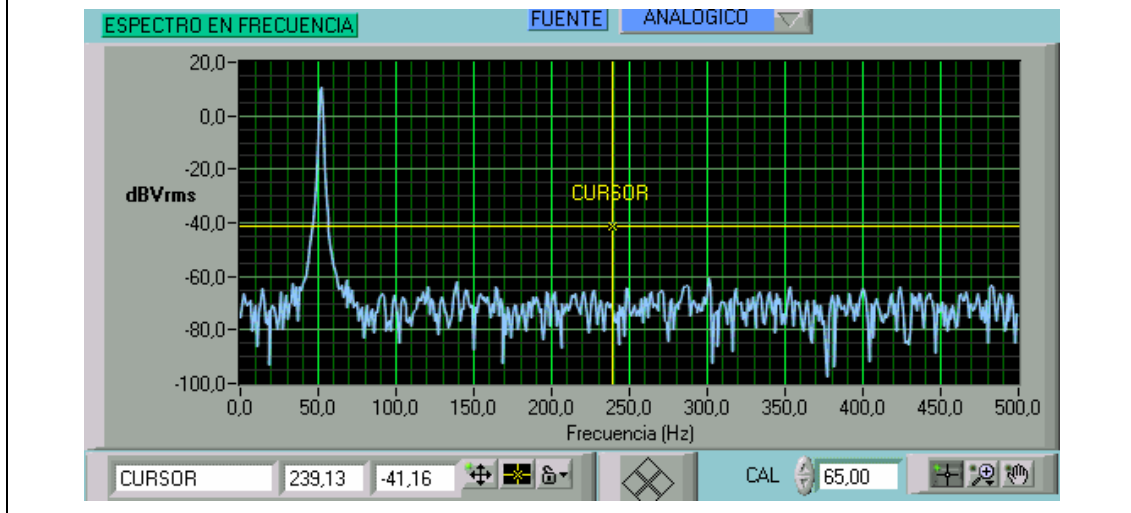 ESPECTRO EN FRECUENCIA FUENTE ANALOGICO
20,0
0,0
-20,0
dBVrms
CURSOR
-40,0
-60,0
-80,0
-100,0
0,0 50,0 100,0 150,0 200,0 250,0 300,0 350,0 400,0 450,0 500,0
Frecuencia (Hz)
CURSOR 239,13 -41,16 CAL 65,00